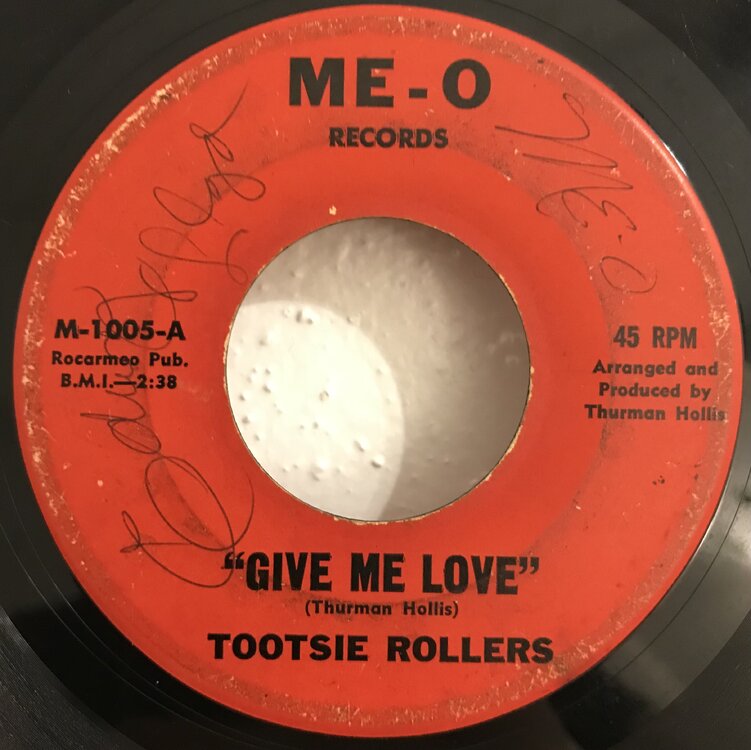 ME-O
RECORDS
ME-O
M-1005-A
Rocarmeo Pub.
B.M.I.—2:38
45 RPM
Arranged and
Produced by
Thurman Hollis
"GIVE ME LOVE"
(Thurman Hollis)
TOOTSIE ROLLERS